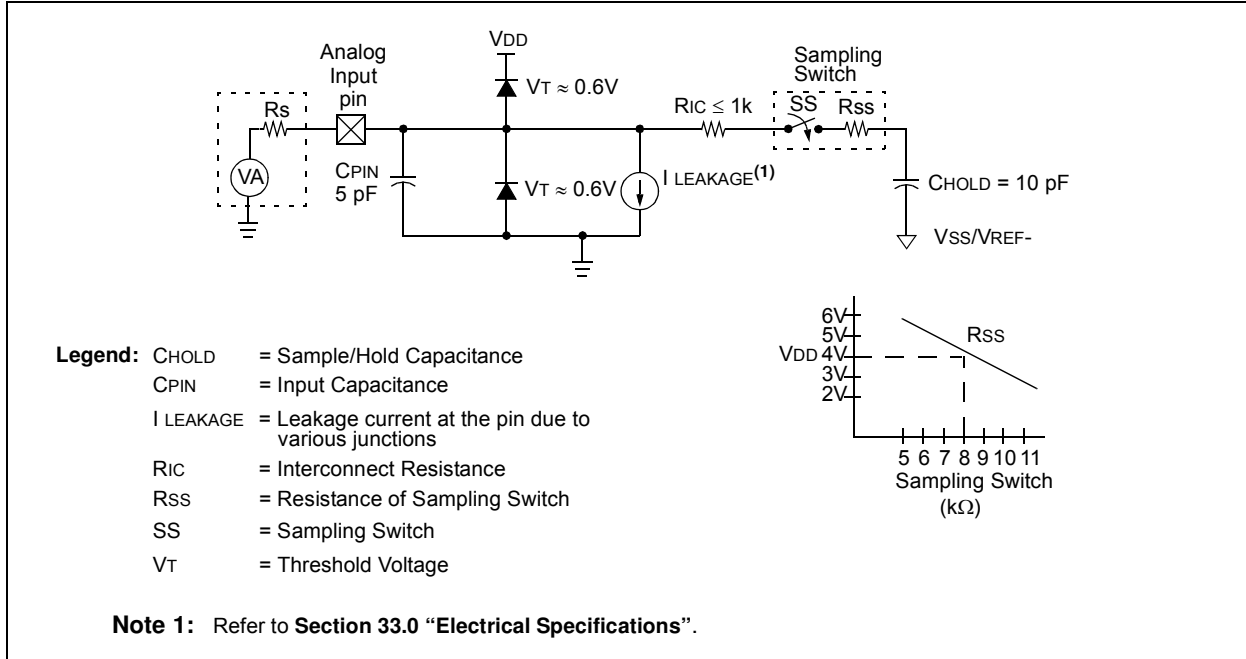 VDD
Analog
Input
pin
Sampling
Switch
VT ≈ 0.6V
RIC ≤ 1k
SS
Rss
Rs
VA
CPIN
5 pF
VT ≈ 0.6V
I LEAKAGE(1)
CHOLD = 10 pF
VSS/VREF-
6V
5V
VDD 4V
3V
2V
RSS
5 6 7 8 9 10 11
Sampling Switch
(kΩ)
Legend: CHOLD = Sample/Hold Capacitance
CPIN = Input Capacitance
I LEAKAGE = Leakage current at the pin due to
various junctions
RIC = Interconnect Resistance
RSS = Resistance of Sampling Switch
SS = Sampling Switch
VT = Threshold Voltage
Note 1: Refer to Section 33.0 “Electrical Specifications”.